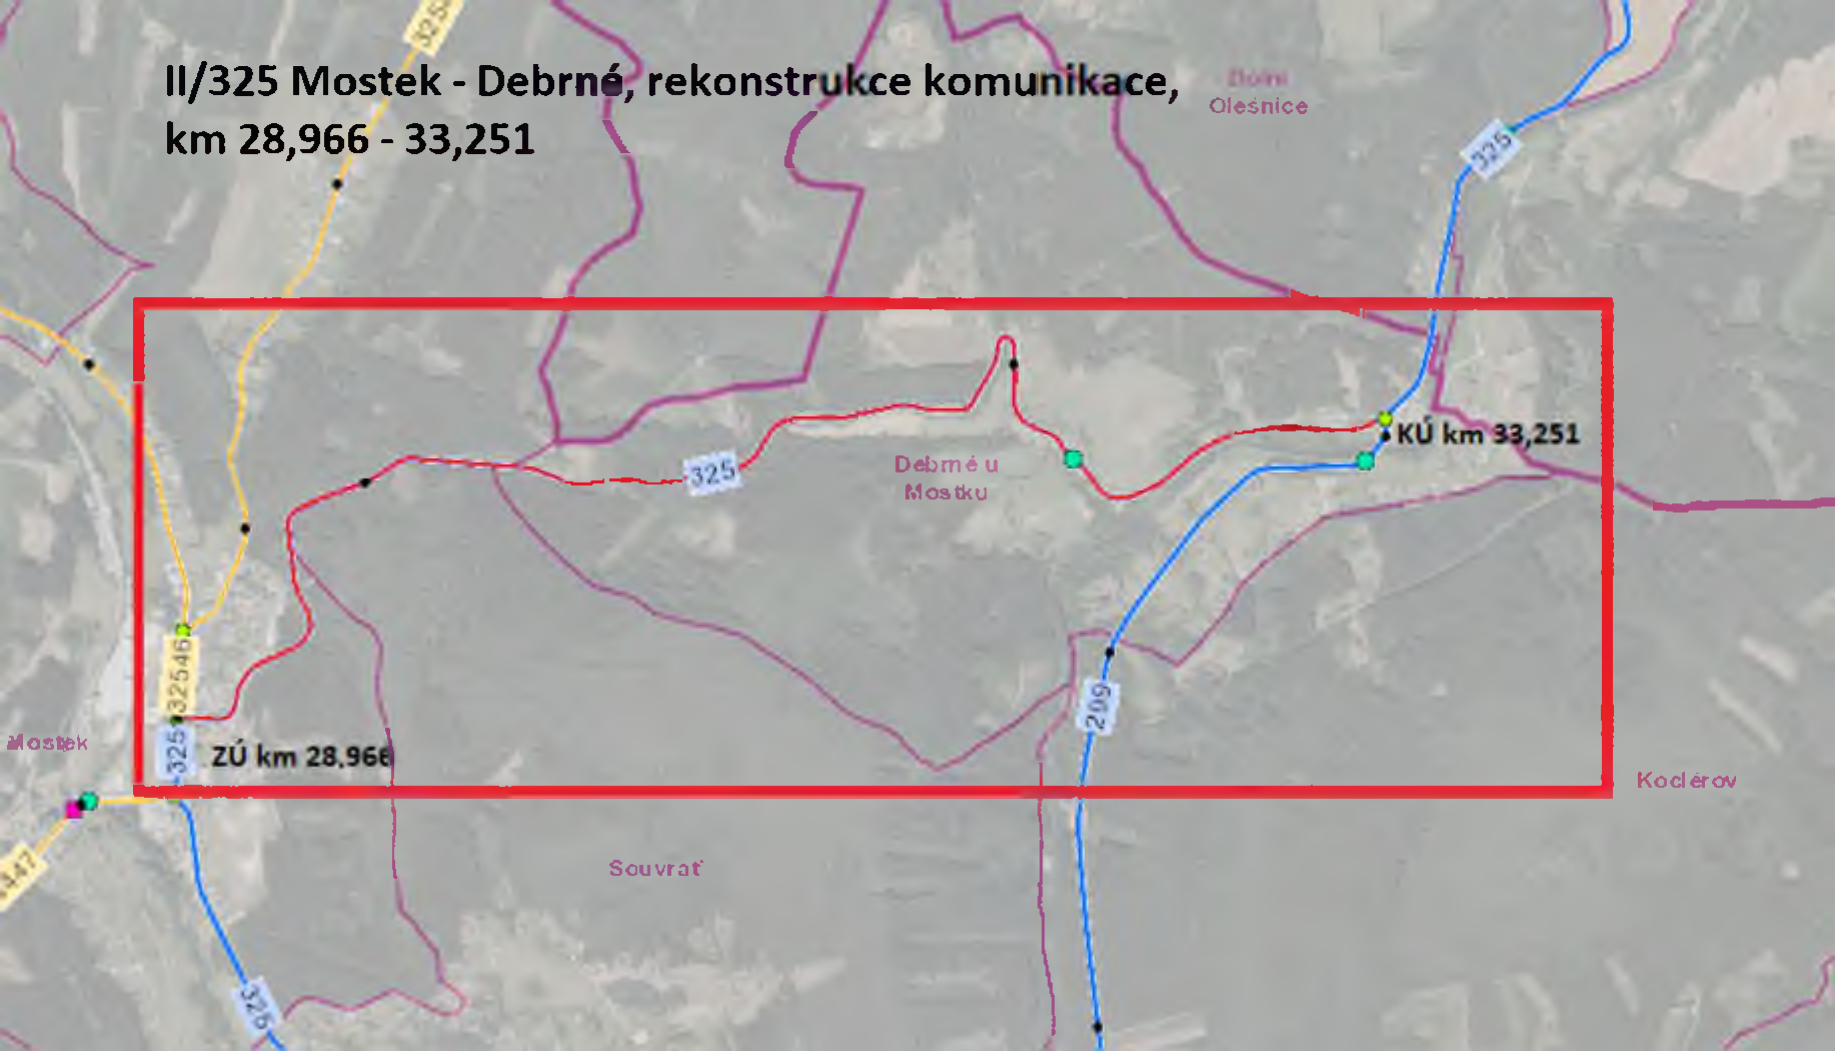 II/325 Mostek - Debrné, rekonstrukce komunikace,
km 28,966 - 33,251
Dolní
Olešnice
325
KÚ km 33,251
325
Debrné u
Mostku
32546
299
Mostek
325
ZÚ km 28,966
Koclérov
Souvrať
325